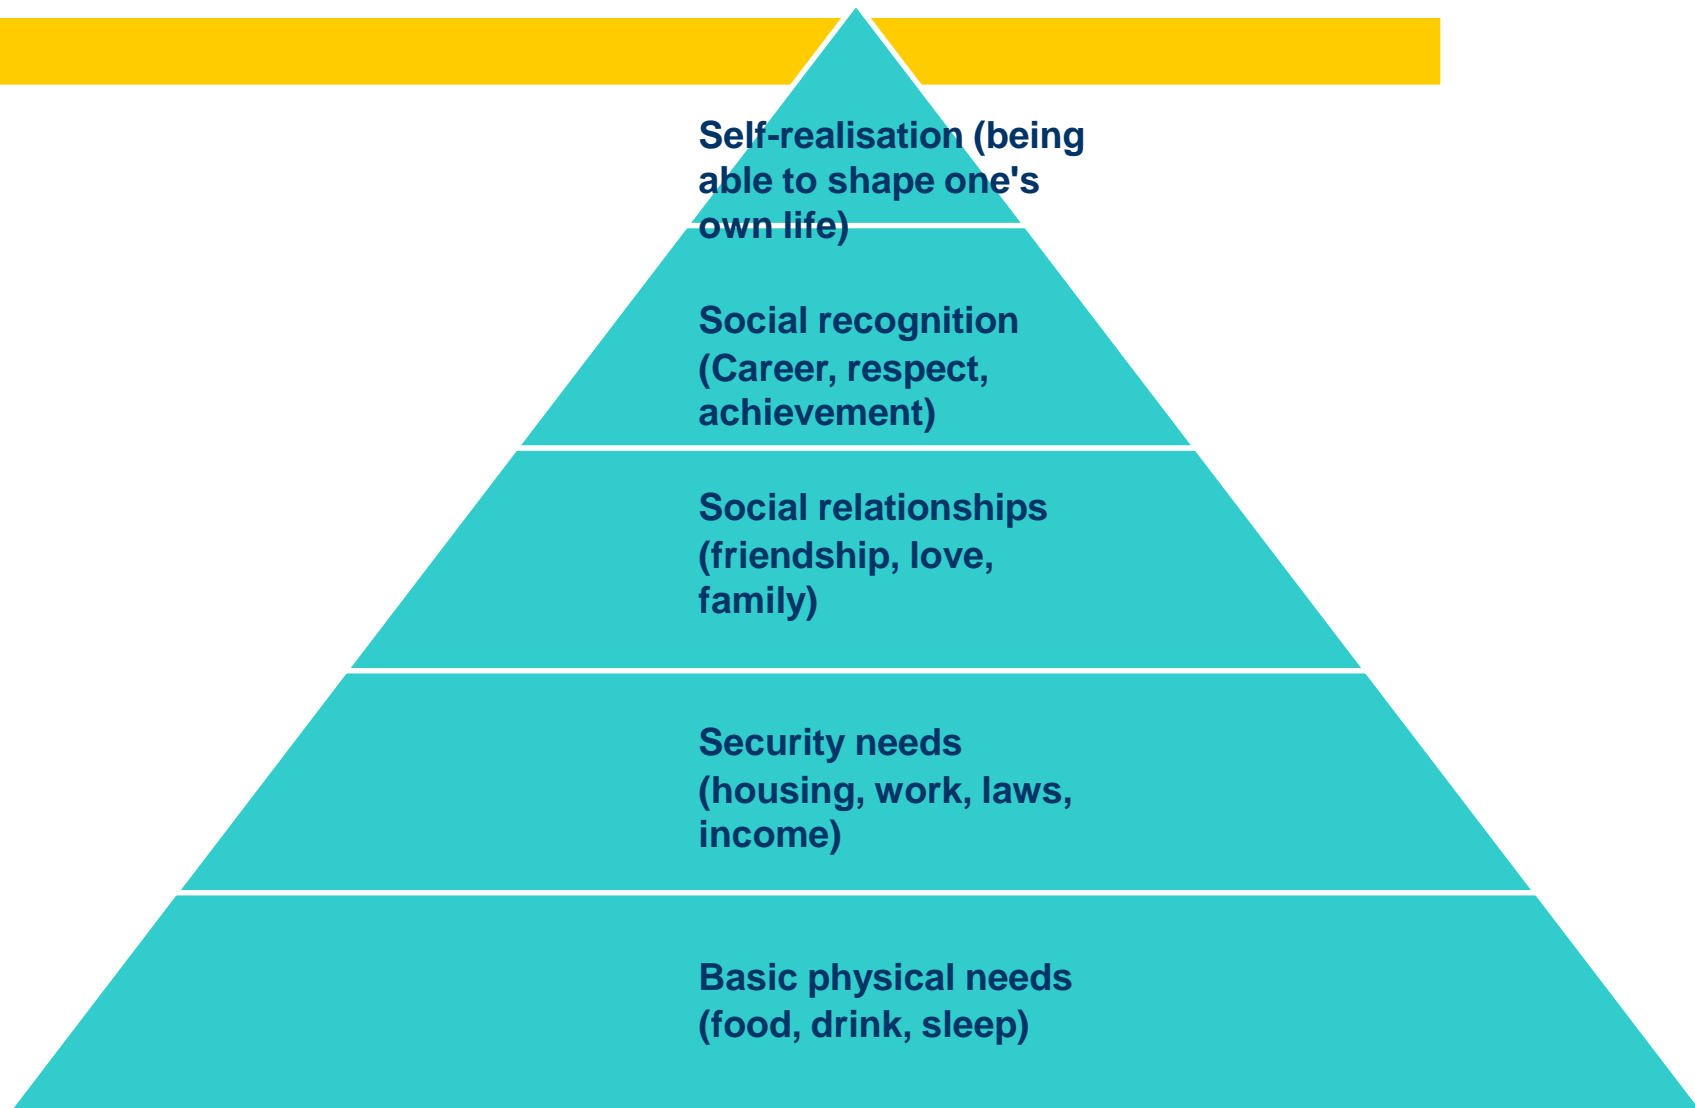 Self-realisation (being
able to shape one's
own life)
Social recognition
(Career, respect,
achievement)
Social relationships
(friendship, love,
family)
Security needs
(housing, work, laws,
income)
Basic physical needs
(food, drink, sleep)